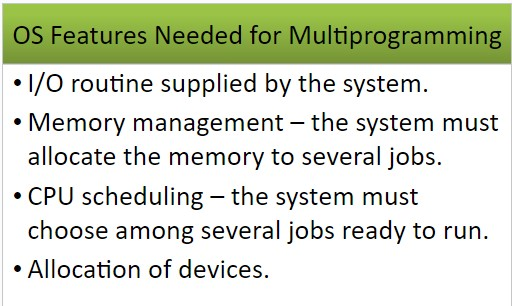 OS Features Needed for Multiprogramming
• I/O routine supplied by the system.
• Memory management – the system must
allocate the memory to several jobs.
• CPU scheduling – the system must
choose among several jobs ready to run.
• Allocation of devices.